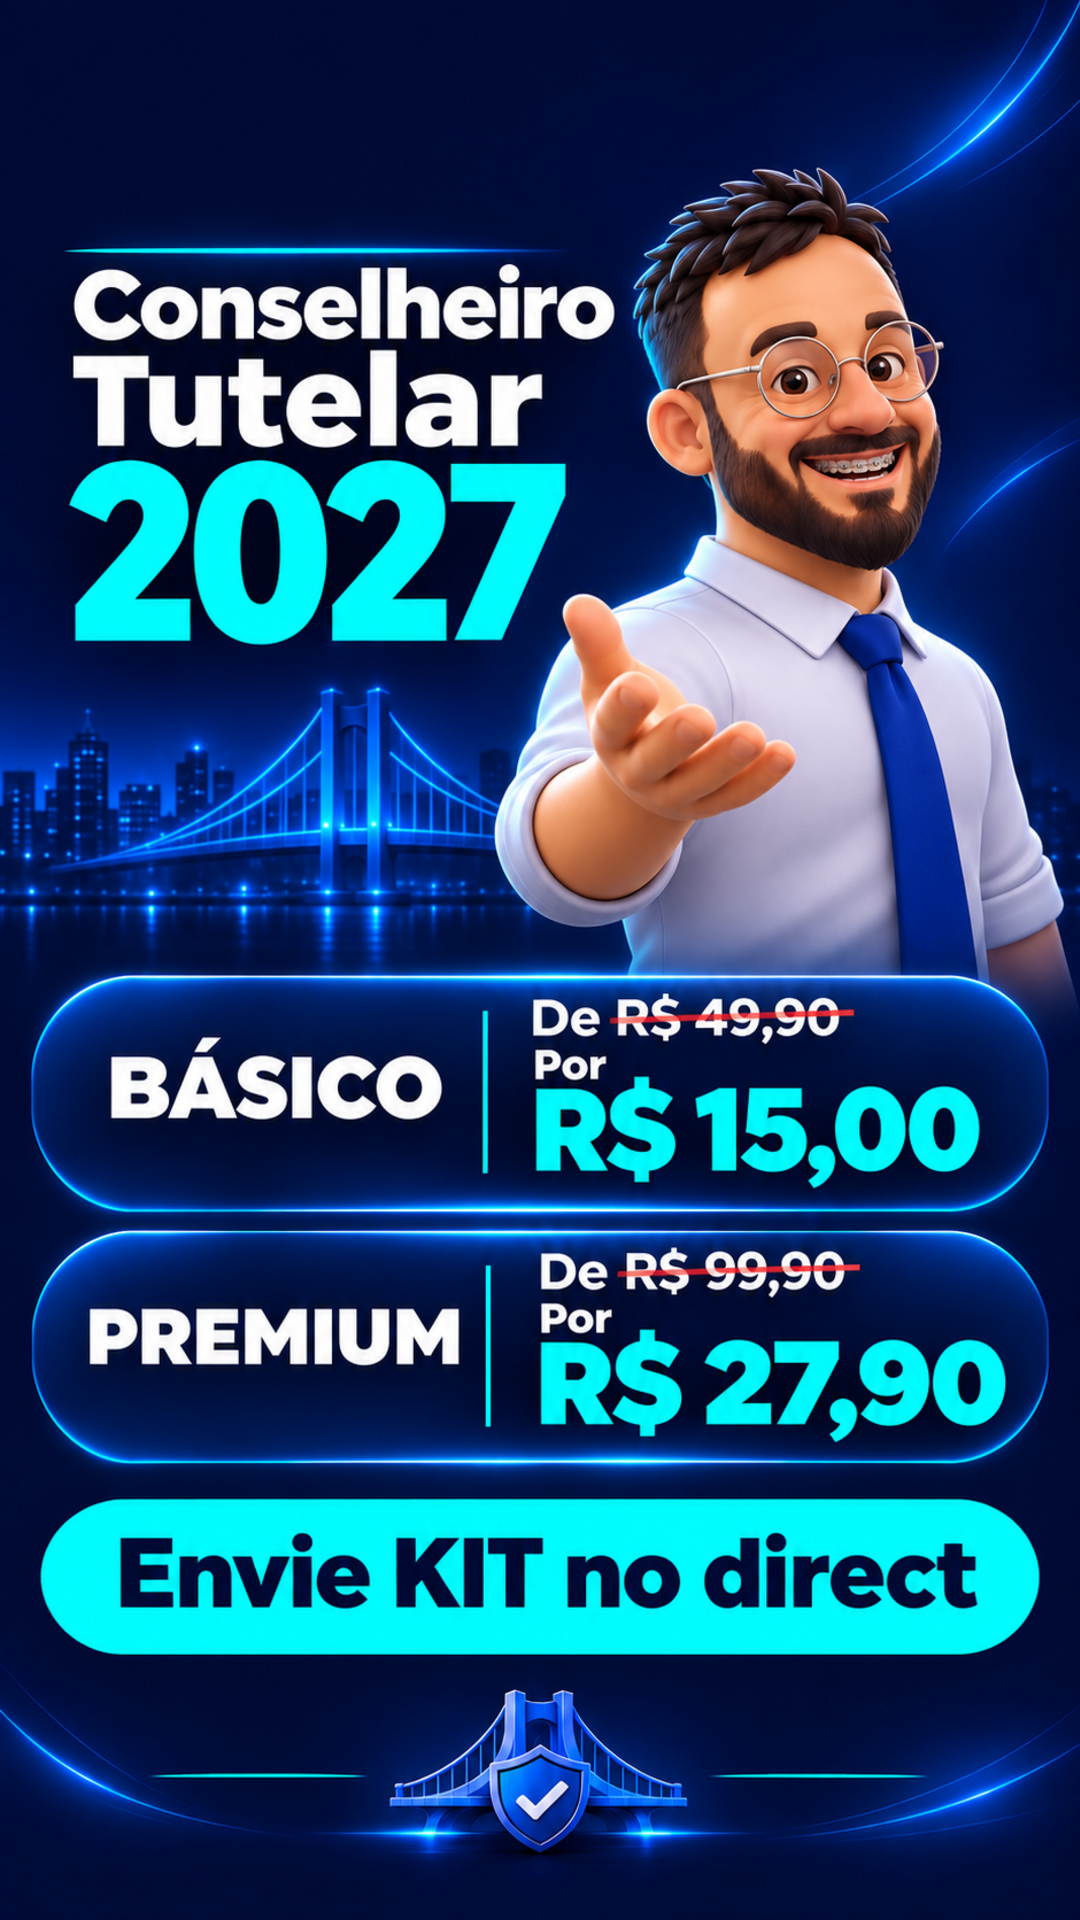 Conselheiro
Tutelar
2027
BÁSICO
De R$ 49,90
Por
R$ 15,00
PREMIUM
De R$ 99,90
Por
R$ 27,90
Envie KIT no direct